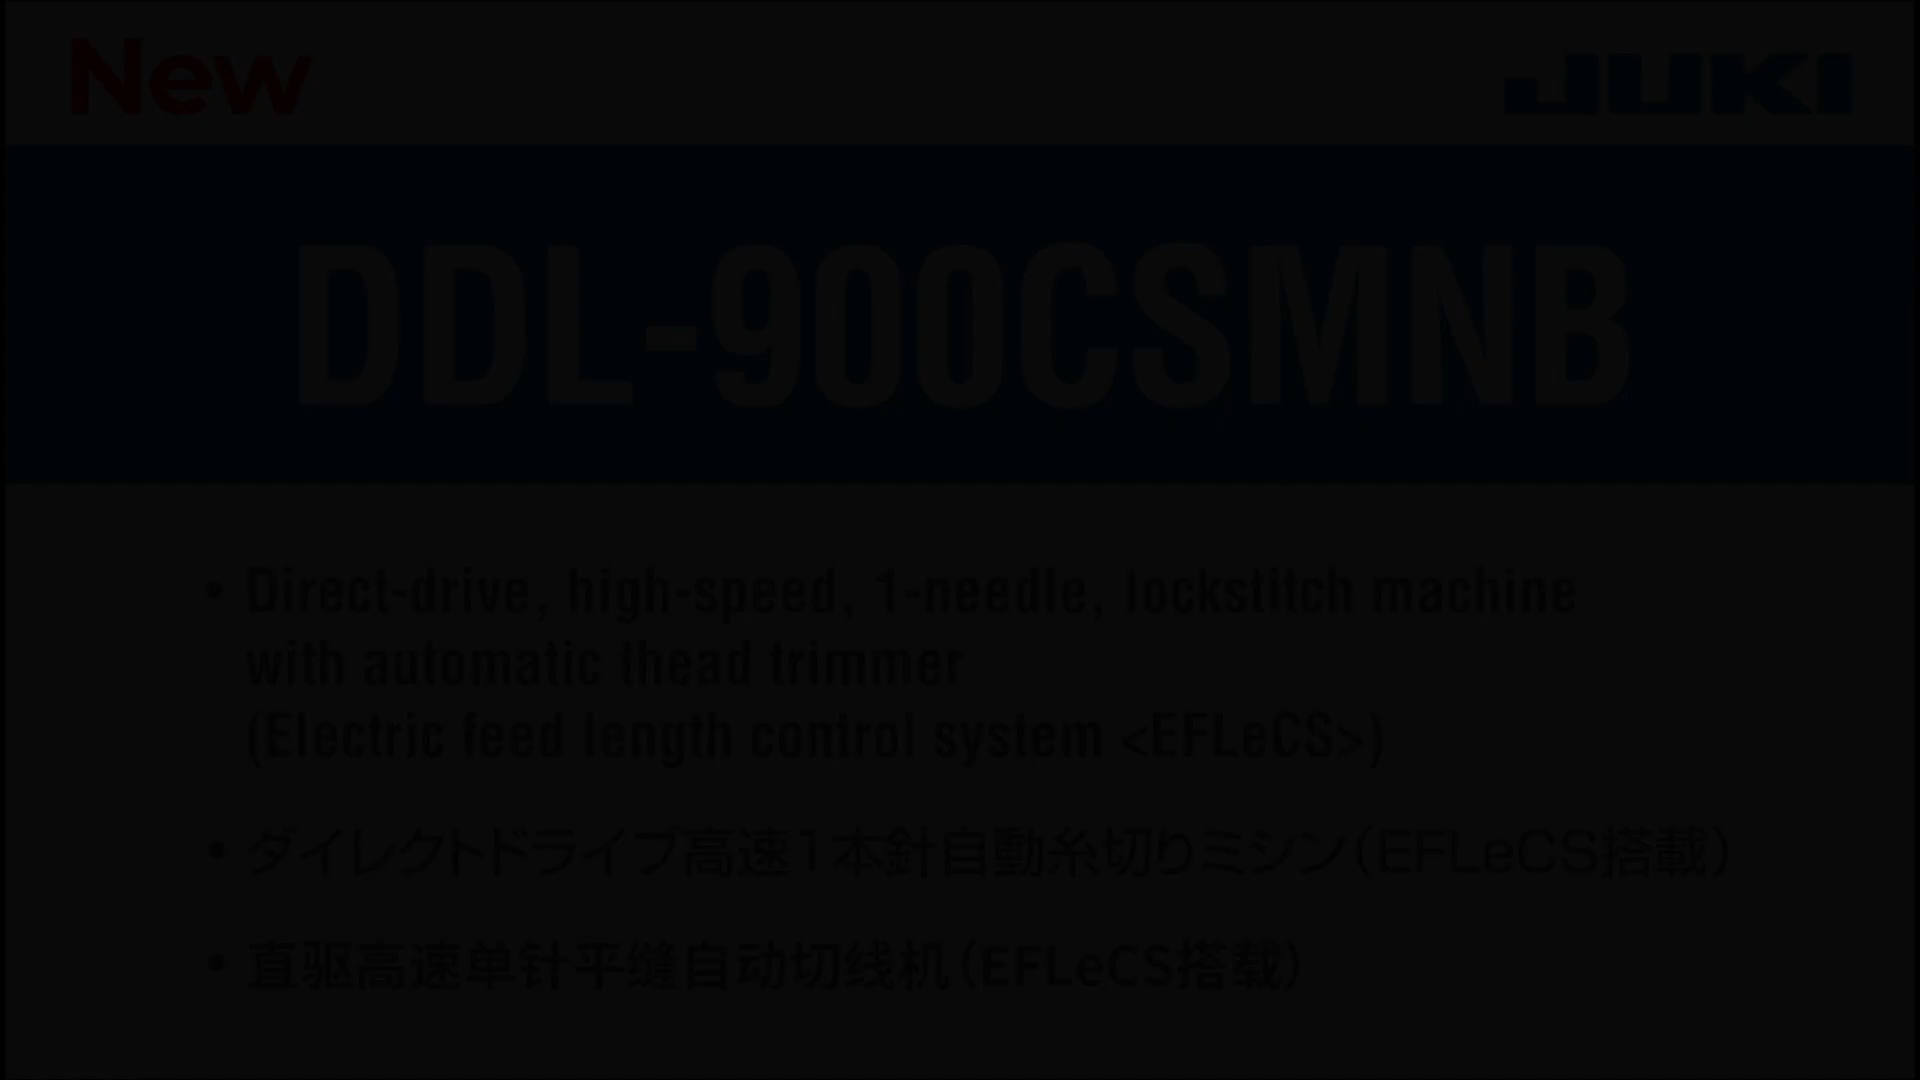 New
JUKI
DDL-900CSMNB
• Direct-drive, high-speed, 1-needle, lockstitch machine
with automatic thead trimmer
(Electric feed length control system <EFLeCS>)
• ダイレクトドライブ高速1本針自動糸切りミシン（EFLeCS搭載）
• 直驱高速单针平缝自动切线机（EFLeCS搭载）